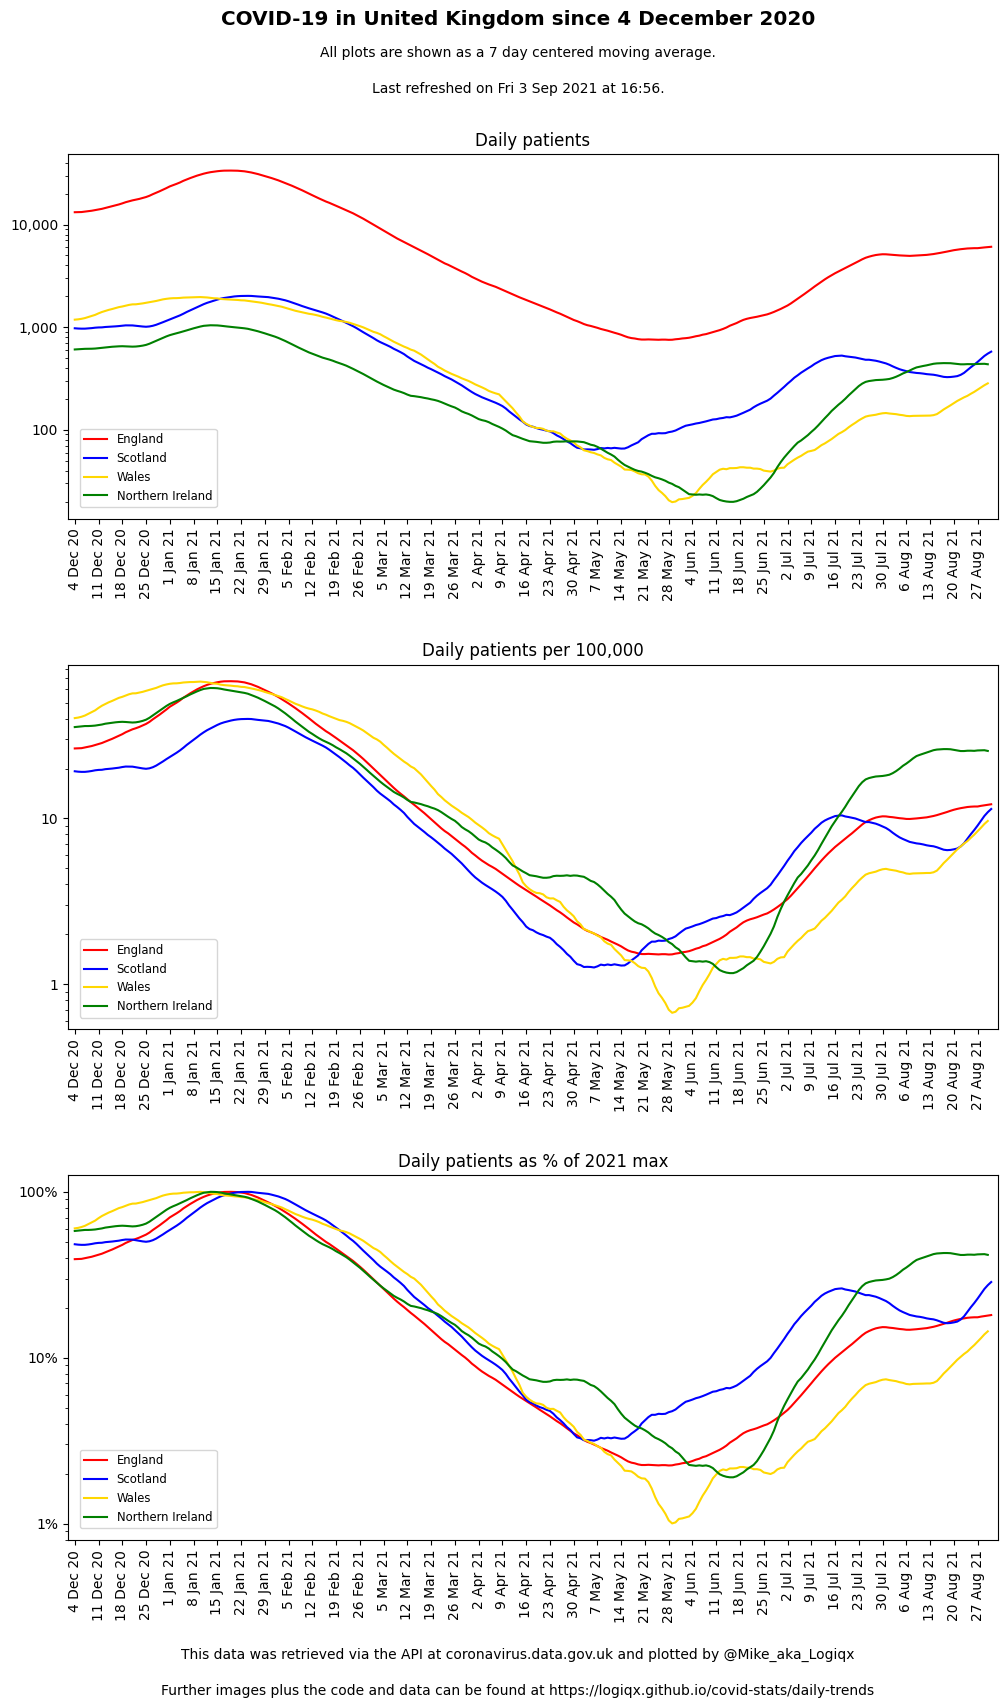 COVID-19 in United Kingdom since 4 December 2020
All plots are shown as a 7 day centered moving average.
Last refreshed on Fri 3 Sep 2021 at 16:56.
Daily patients
10,000
1,000
100
England
Scotland
Wales
Northern Ireland
4 Dec 20
11 Dec 20
18 Dec 20
25 Dec 20
1 Jan 21
8 Jan 21
15 Jan 21
22 Jan 21
29 Jan 21
5 Feb 21
12 Feb 21
19 Feb 21
26 Feb 21
5 Mar 21
12 Mar 21
19 Mar 21
26 Mar 21
2 Apr 21
9 Apr 21
16 Apr 21
23 Apr 21
30 Apr 21
7 May 21
14 May 21
21 May 21
28 May 21
4 Jun 21
11 Jun 21
18 Jun 21
25 Jun 21
2 Jul 21
9 Jul 21
16 Jul 21
23 Jul 21
30 Jul 21
6 Aug 21
13 Aug 21
20 Aug 21
27 Aug 21
Daily patients per 100,000
10
1
England
Scotland
Wales
Northern Ireland
4 Dec 20
11 Dec 20
18 Dec 20
25 Dec 20
1 Jan 21
8 Jan 21
15 Jan 21
22 Jan 21
29 Jan 21
5 Feb 21
12 Feb 21
19 Feb 21
26 Feb 21
5 Mar 21
12 Mar 21
19 Mar 21
26 Mar 21
2 Apr 21
9 Apr 21
16 Apr 21
23 Apr 21
30 Apr 21
7 May 21
14 May 21
21 May 21
28 May 21
4 Jun 21
11 Jun 21
18 Jun 21
25 Jun 21
2 Jul 21
9 Jul 21
16 Jul 21
23 Jul 21
30 Jul 21
6 Aug 21
13 Aug 21
20 Aug 21
27 Aug 21
Daily patients as % of 2021 max
100%
10%
1%
England
Scotland
Wales
Northern Ireland
4 Dec 20
11 Dec 20
18 Dec 20
25 Dec 20
1 Jan 21
8 Jan 21
15 Jan 21
22 Jan 21
29 Jan 21
5 Feb 21
12 Feb 21
19 Feb 21
26 Feb 21
5 Mar 21
12 Mar 21
19 Mar 21
26 Mar 21
2 Apr 21
9 Apr 21
16 Apr 21
23 Apr 21
30 Apr 21
7 May 21
14 May 21
21 May 21
28 May 21
4 Jun 21
11 Jun 21
18 Jun 21
25 Jun 21
2 Jul 21
9 Jul 21
16 Jul 21
23 Jul 21
30 Jul 21
6 Aug 21
13 Aug 21
20 Aug 21
27 Aug 21
This data was retrieved via the API at coronavirus.data.gov.uk and plotted by @Mike_aka_Logiqx
Further images plus the code and data can be found at https://logiqx.github.io/covid-stats/daily-trends